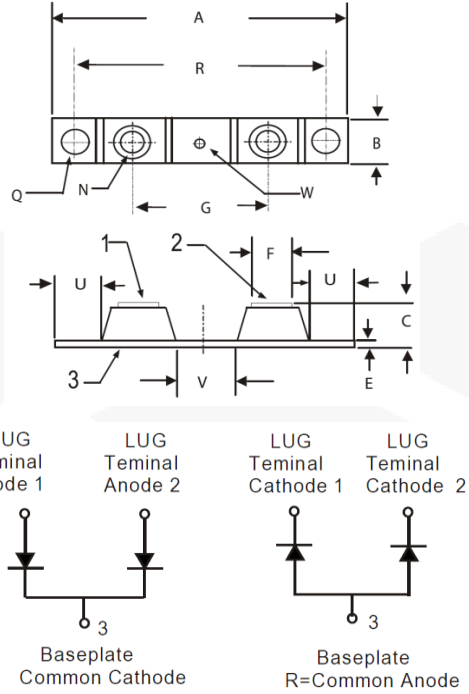 A
R
B
Q
N
G
W
1
2
F
U
U
C
3
V
E
LUG
Teminal
Anode 2
LUG
Teminal
Cathode 1
LUG
Teminal
Cathode 2
3
Baseplate
Common Cathode
3
Baseplate
R=Common Anode